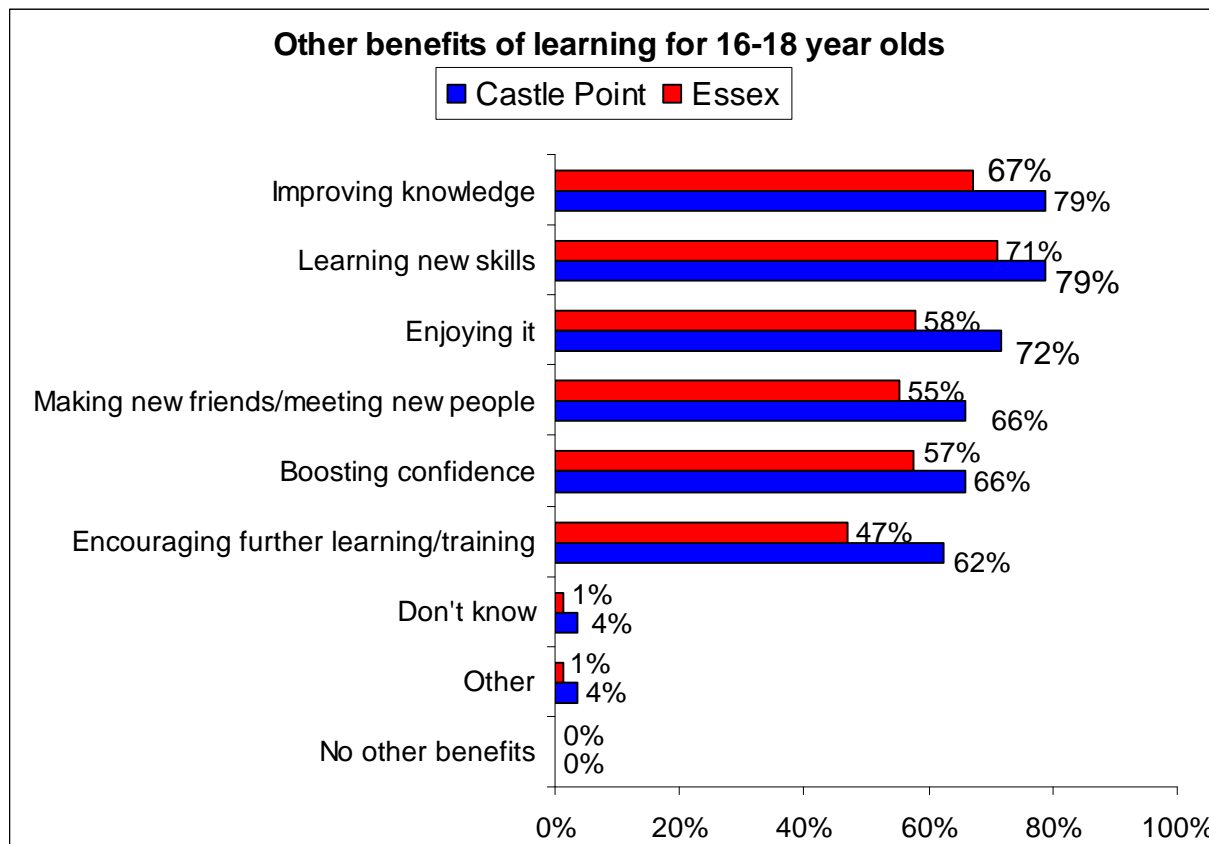 Other benefits of learning for 16-18 year olds
Castle Point Essex
Improving knowledge
67%
79%
Learning new skills
71%
79%
Enjoying it
58%
72%
Making new friends/meeting new people
55%
66%
Boosting confidence
57%
66%
Encouraging further learning/training
47%
62%
Don't know
1%
4%
Other
1%
4%
No other benefits
0%
0%
0% 20% 40% 60% 80% 100%